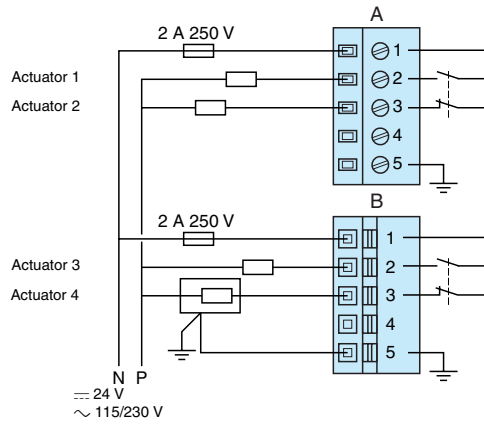 A
2 A 250 V
1
Actuator 1
2
Actuator 2
3
4
5
B
2 A 250 V
1
Actuator 3
2
Actuator 4
3
4
5
N P
⎓ 24 V
∼ 115/230 V